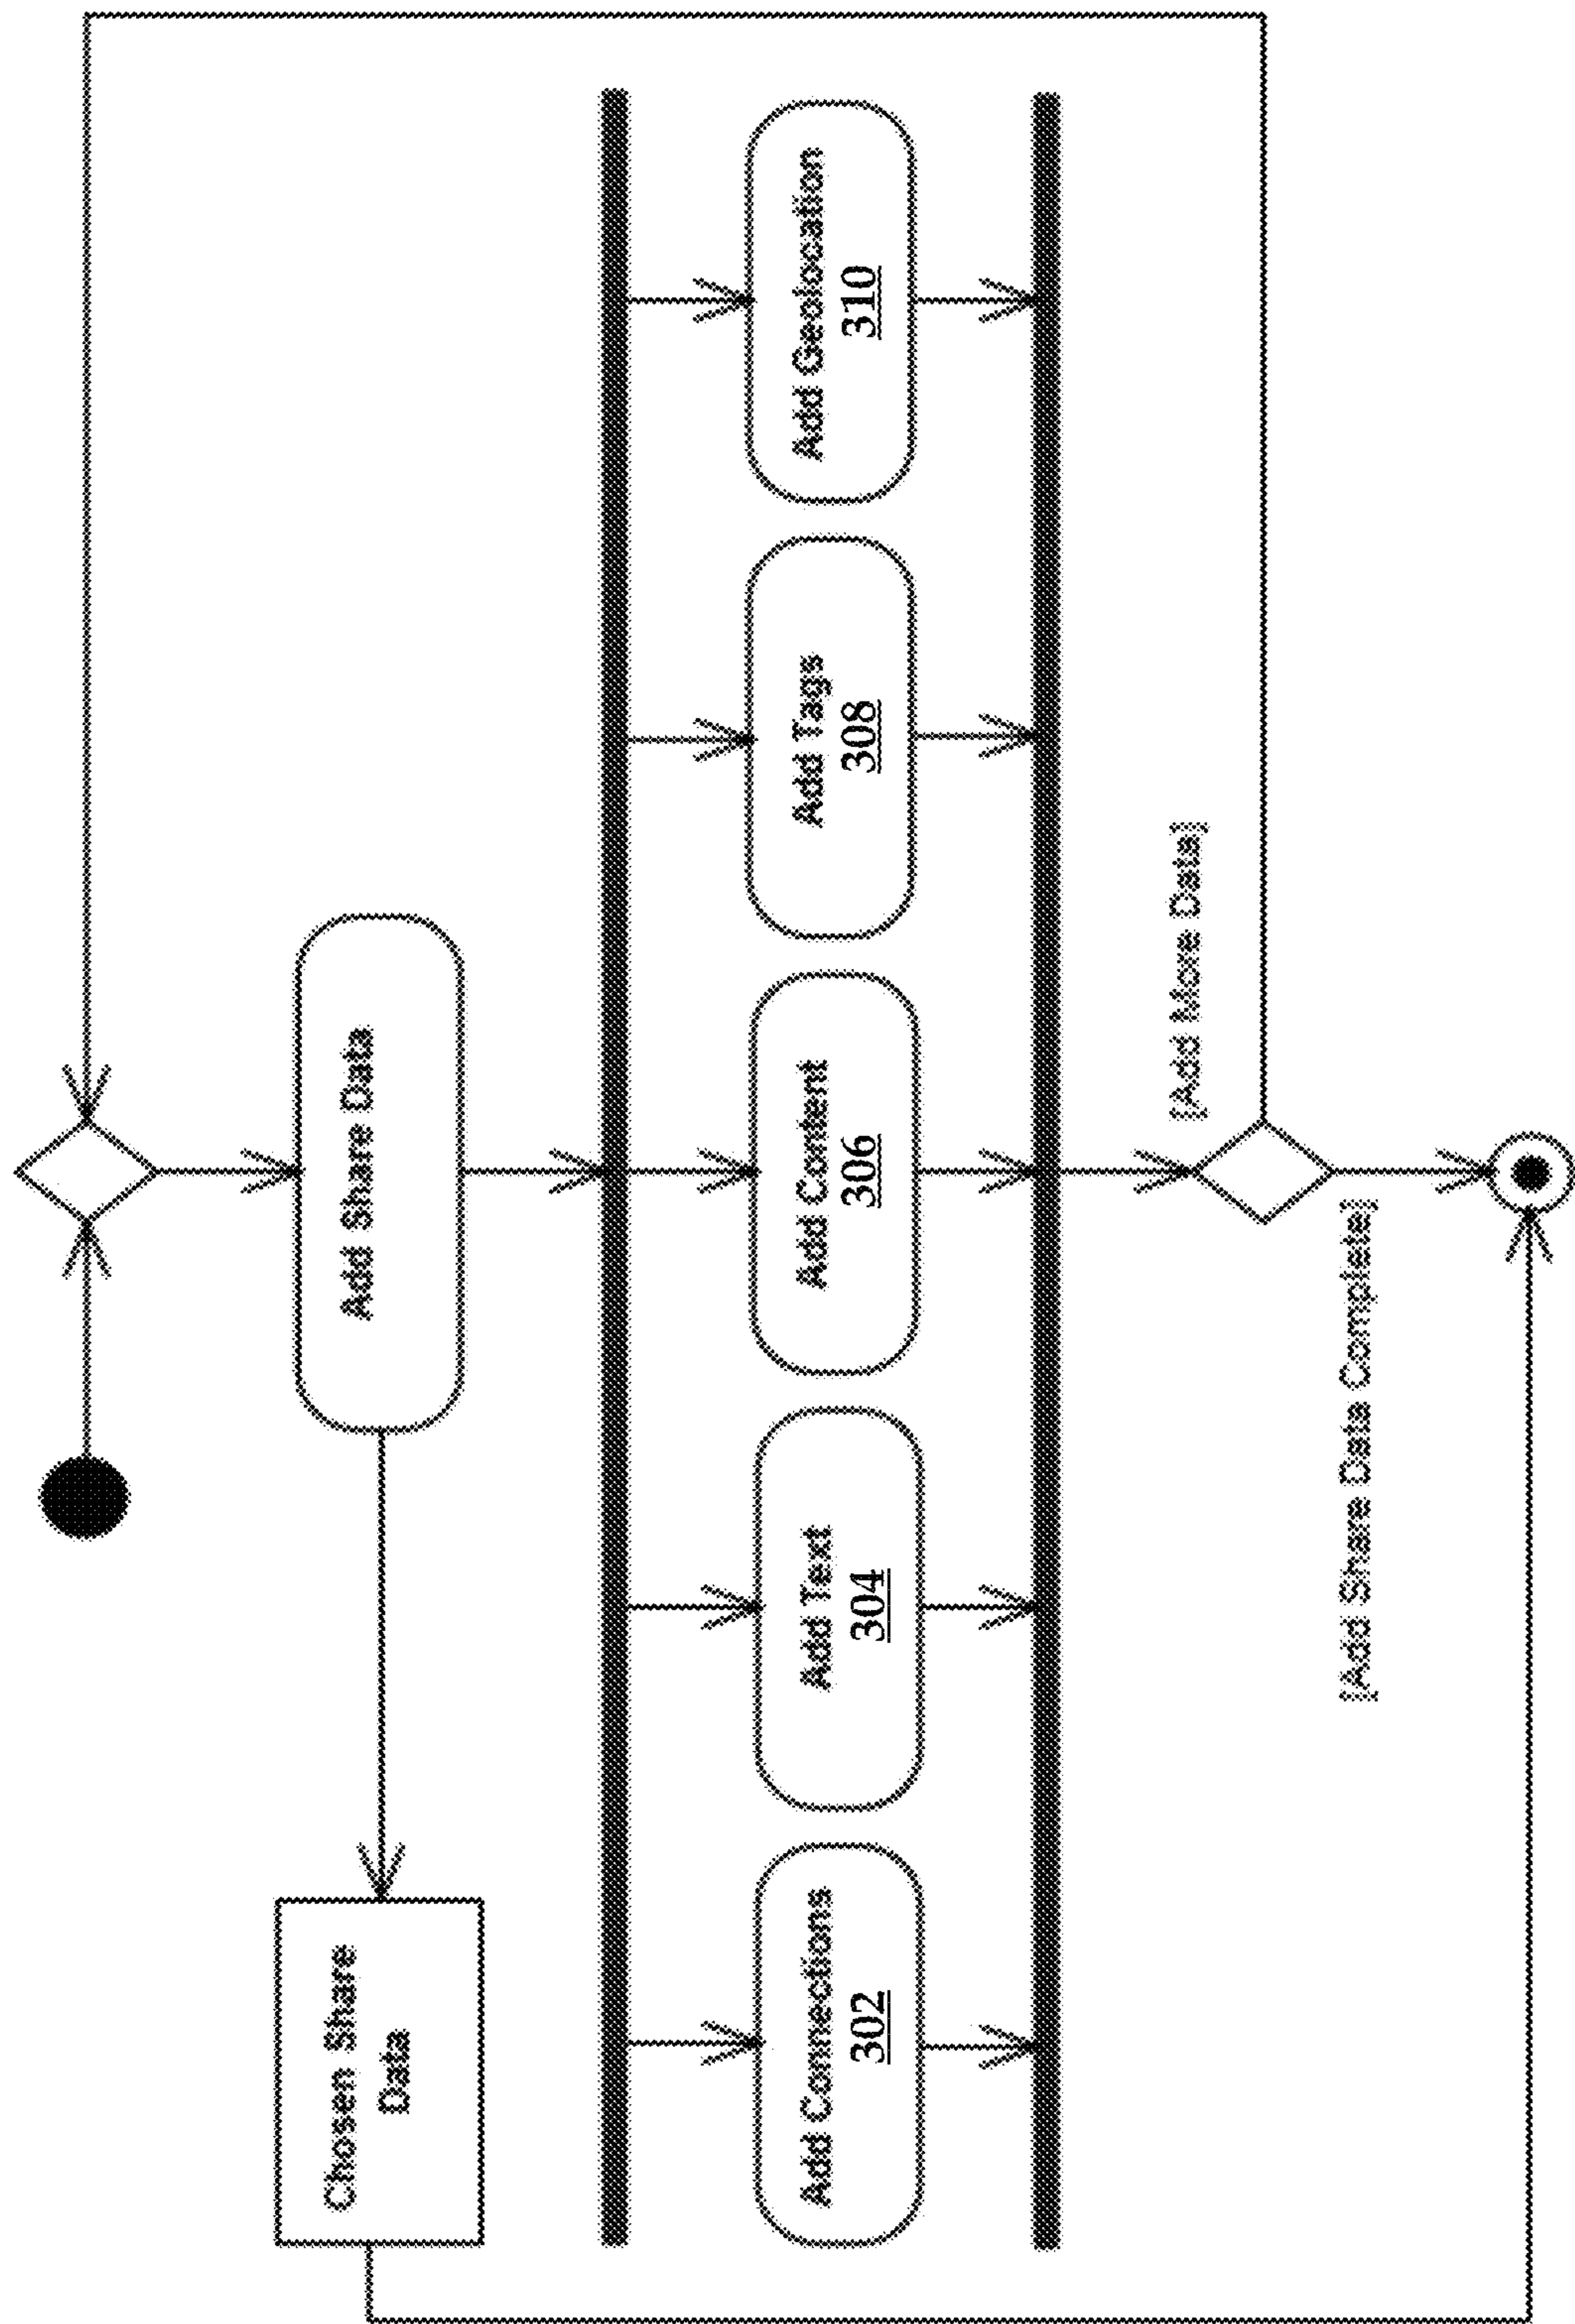 Add Share Data
Chosen Share
Data
Add Connections
302
Add Text
304
Add Content
306
Add Tags
308
Add Geolocation
310
[Add More Data]
[Add Share Data Complete]